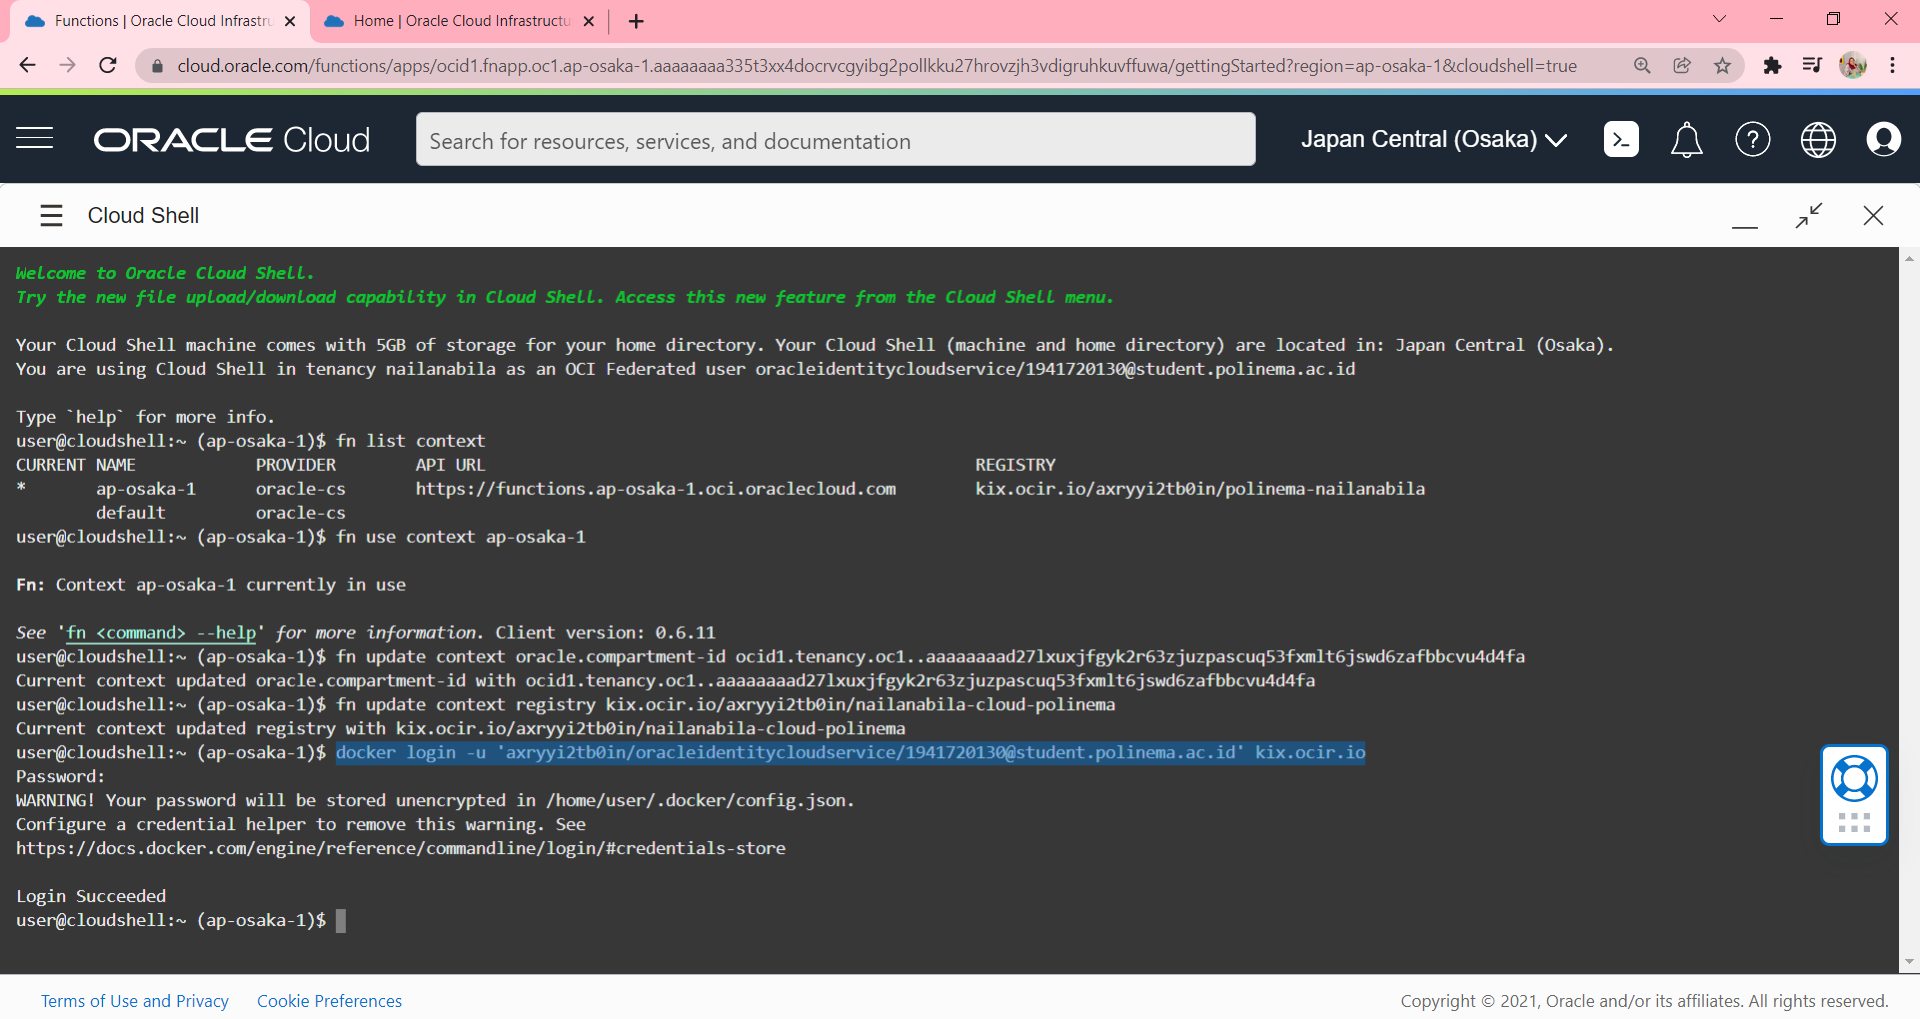 Functions | Oracle Cloud Infrastru
Home | Oracle Cloud Infrastructu
cloud.oracle.com/functions/apps/ocid1.fnapp.oc1.ap-osaka-1.aaaaaaaa335t3xx4docrvcgyibg2pollkku27hrovzjh3vdigruhkuvffuwa/gettingStarted?region=ap-osaka-1&cloudshell=true
ORACLE Cloud
Search for resources, services, and documentation
Japan Central (Osaka)
Cloud Shell
Welcome to Oracle Cloud Shell.
Try the new file upload/download capability in Cloud Shell. Access this new feature from the Cloud Shell menu.
Your Cloud Shell machine comes with 5GB of storage for your home directory. Your Cloud Shell (machine and home directory) are located in: Japan Central (Osaka).
You are using Cloud Shell in tenancy nailanabila as an OCI Federated user oracleidentitycloudservice/1941720130@student.polinema.ac.id
Type `help` for more info.
user@cloudshell:~ (ap-osaka-1)$ fn list context
CURRENT NAME PROVIDER API URL REGISTRY
* ap-osaka-1 oracle-cs https://functions.ap-osaka-1.oci.oraclecloud.com kix.ocir.io/axryyi2tb0in/polinema-nailanabila
default oracle-cs
user@cloudshell:~ (ap-osaka-1)$ fn use context ap-osaka-1
Fn: Context ap-osaka-1 currently in use
See 'fn <command> --help' for more information. Client version: 0.6.11
user@cloudshell:~ (ap-osaka-1)$ fn update context oracle.compartment-id ocid1.tenancy.oc1..aaaaaaaad27lxuxjfgyk2r63zjuzpascuq53fxmlt6jswd6zafbbcvu4d4fa
Current context updated oracle.compartment-id with ocid1.tenancy.oc1..aaaaaaaad27lxuxjfgyk2r63zjuzpascuq53fxmlt6jswd6zafbbcvu4d4fa
user@cloudshell:~ (ap-osaka-1)$ fn update context registry kix.ocir.io/axryyi2tb0in/nailanabila-cloud-polinema
Current context updated registry with kix.ocir.io/axryyi2tb0in/nailanabila-cloud-polinema
user@cloudshell:~ (ap-osaka-1)$ docker login -u 'axryyi2tb0in/oracleidentitycloudservice/1941720130@student.polinema.ac.id' kix.ocir.io
Password:
WARNING! Your password will be stored unencrypted in /home/user/.docker/config.json.
Configure a credential helper to remove this warning. See
https://docs.docker.com/engine/reference/commandline/login/#credentials-store
Login Succeeded
user@cloudshell:~ (ap-osaka-1)$
Terms of Use and Privacy Cookie Preferences
Copyright © 2021, Oracle and/or its affiliates. All rights reserved.